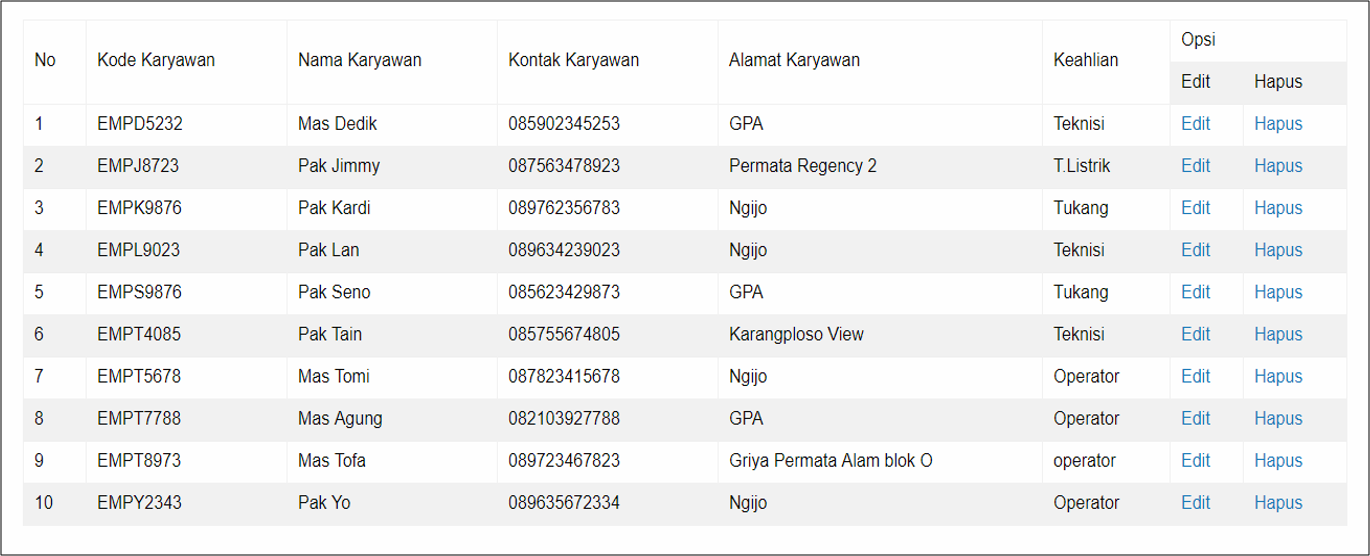 No Kode Karyawan Nama Karyawan Kontak Karyawan Alamat Karyawan Keahlian Opsi
Edit Hapus
1 EMPD5232 Mas Dedik 085902345253 GPA Teknisi Edit Hapus
2 EMPJ8723 Pak Jimmy 087563478923 Permata Regency 2 T.Listrik Edit Hapus
3 EMPK9876 Pak Kardi 089762356783 Ngijo Tukang Edit Hapus
4 EMPL9023 Pak Lan 089634239023 Ngijo Teknisi Edit Hapus
5 EMPS9876 Pak Seno 085623429873 GPA Tukang Edit Hapus
6 EMPT4085 Pak Tain 085755674805 Karangploso View Teknisi Edit Hapus
7 EMPT5678 Mas Tomi 087823415678 Ngijo Operator Edit Hapus
8 EMPT7788 Mas Agung 082103927788 GPA Operator Edit Hapus
9 EMPT8973 Mas Tofa 089723467823 Griya Permata Alam blok O operator Edit Hapus
10 EMPY2343 Pak Yo 089635672334 Ngijo Operator Edit Hapus